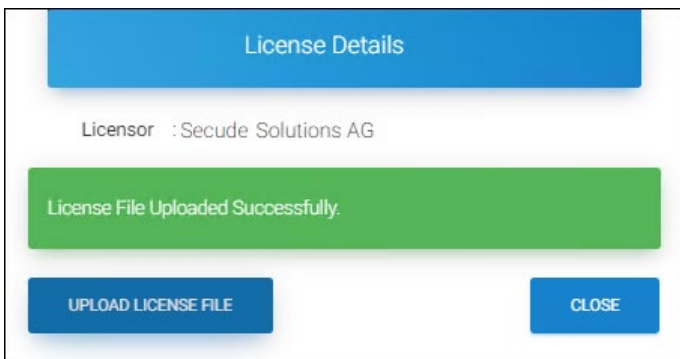 License Details
Licensor : Secude Solutions AG
License File Uploaded Successfully.
UPLOAD LICENSE FILE
CLOSE